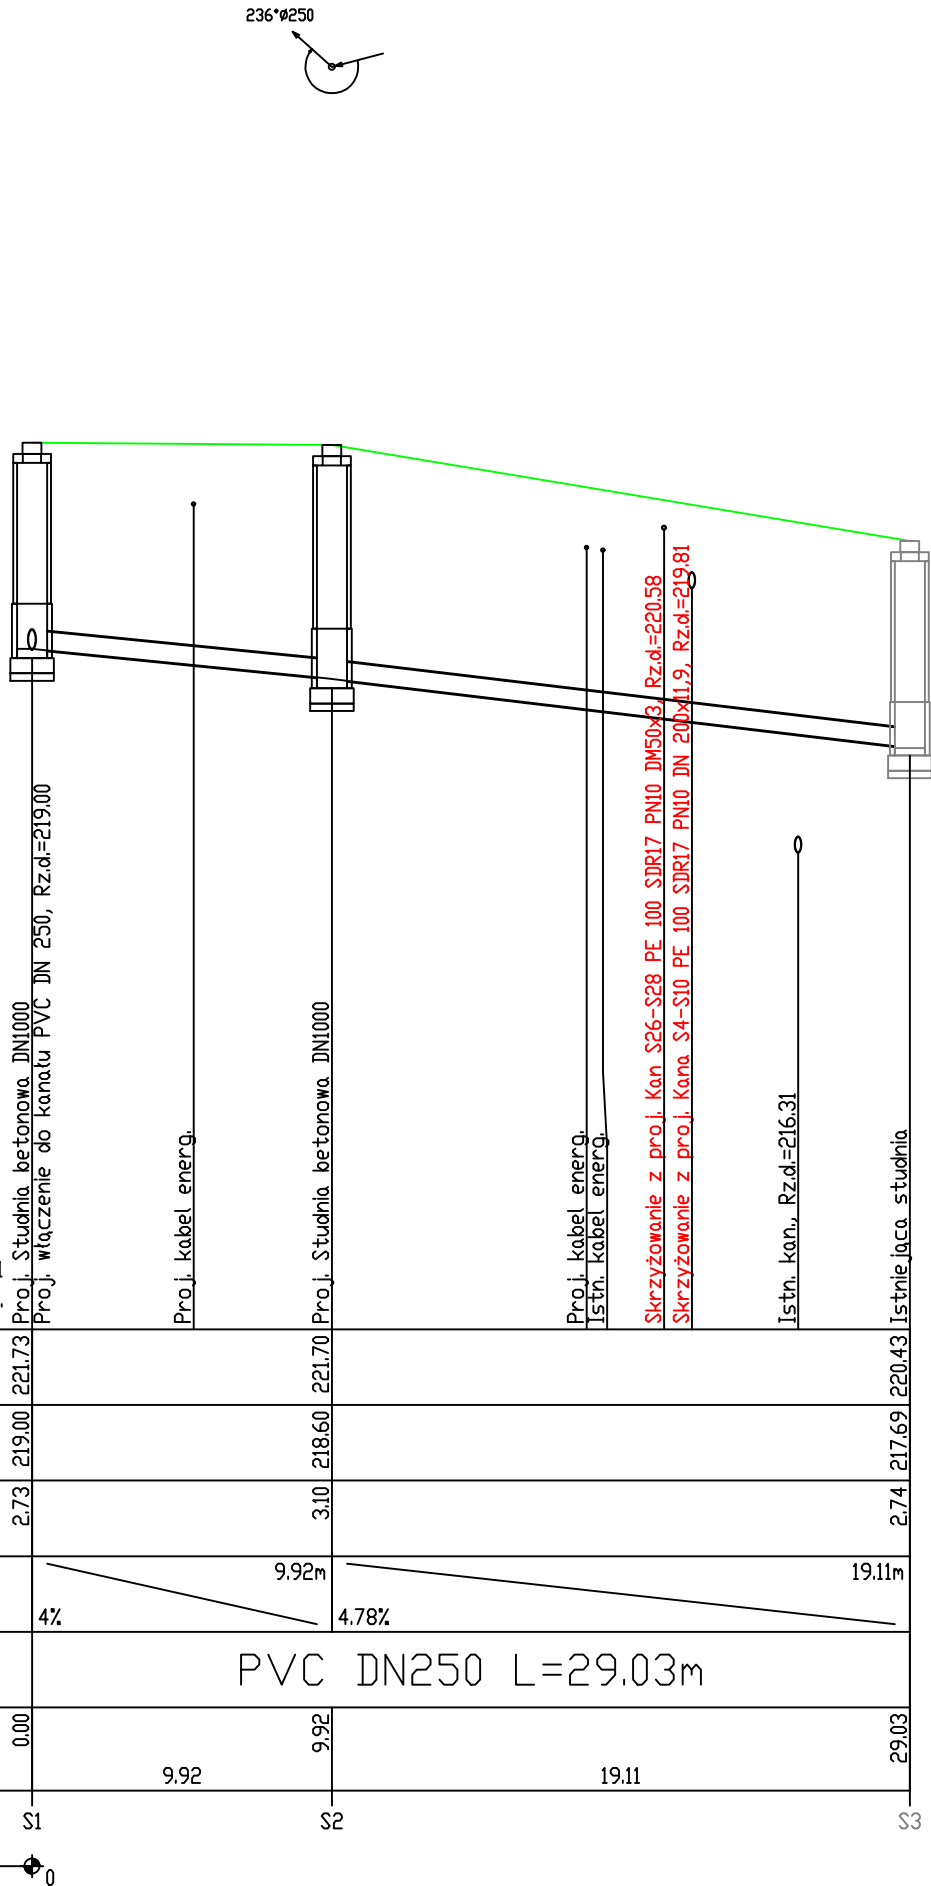 236°ø250
Proj. Studnia betonowa DN1000
Proj. włączenie do kanału PVC DN 250, Rz.d.=219.00
Proj. kabel energ.
Proj. Studnia betonowa DN1000
Proj. kabel energ.
Istn. kabel energ.
Skrzyżowanie z proj. Kan S26-S28 PE 100 SDR17 PN10 DM50x3, Rz.d.=220.58
Skrzyżowanie z proj. Kana S4-S10 PE 100 SDR17 PN10 DN 200x11,9, Rz.d.=219.81
Istn. kan., Rz.d.=216.31
Istniejąca studnia
221.73 221.70 220.43
219.00 218.60 217.69
2.73 3.10 2.74
9.92m 19.11m
4% 4.78%
PVC DN250 L=29.03m
0.00 9.92 29.03
9.92 19.11
S1 S2 S3
0